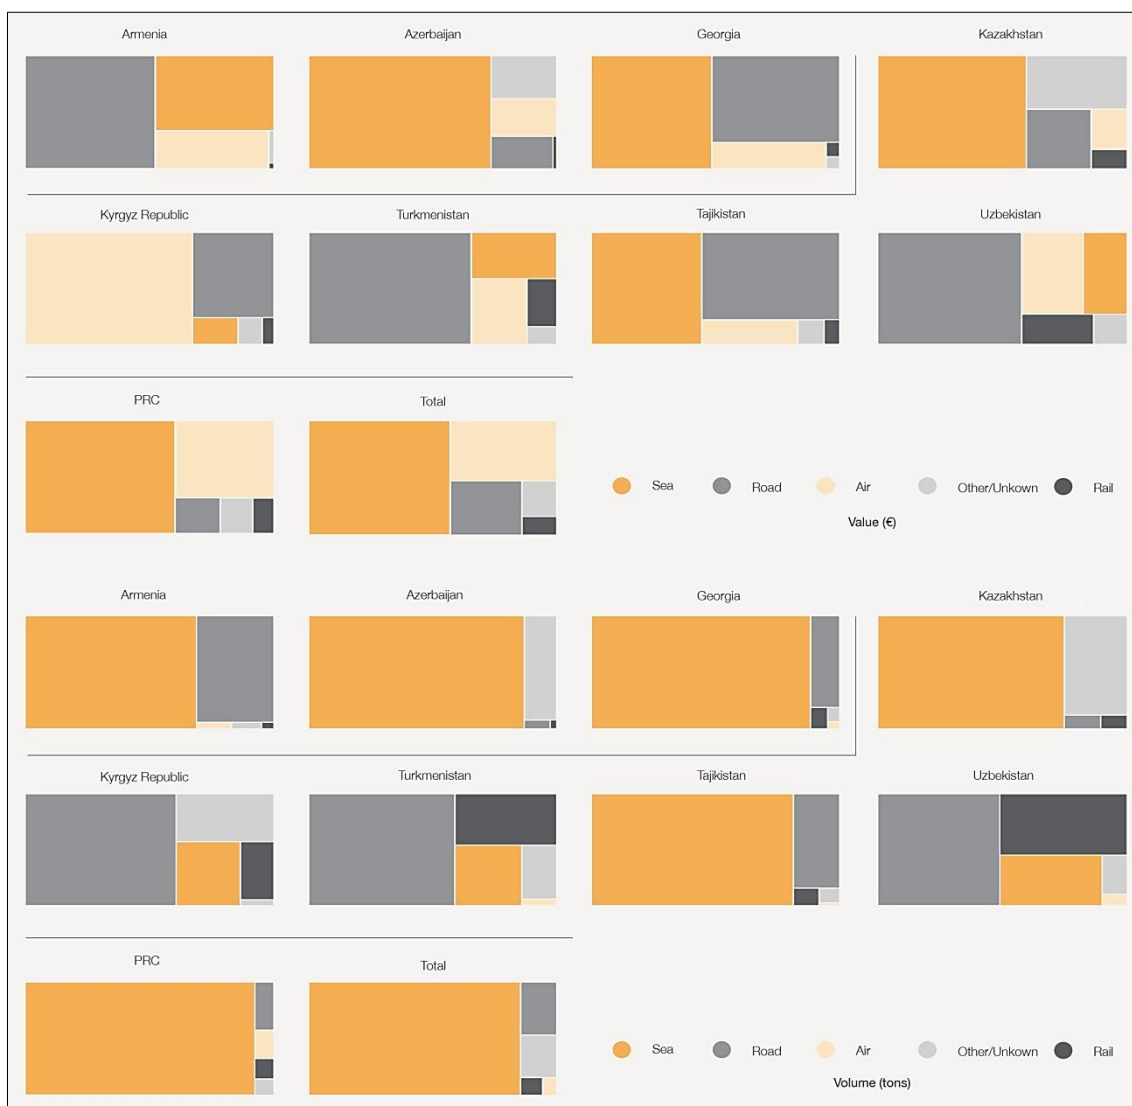 Armenia Azerbaijan Georgia Kazakhstan
Kyrgyz Republic Turkmenistan Tajikistan Uzbekistan
PRC Total
Sea Road Air Other/Unkown Rail
Value (€)
Armenia Azerbaijan Georgia Kazakhstan
Kyrgyz Republic Turkmenistan Tajikistan Uzbekistan
PRC Total
Sea Road Air Other/Unkown Rail
Volume (tons)